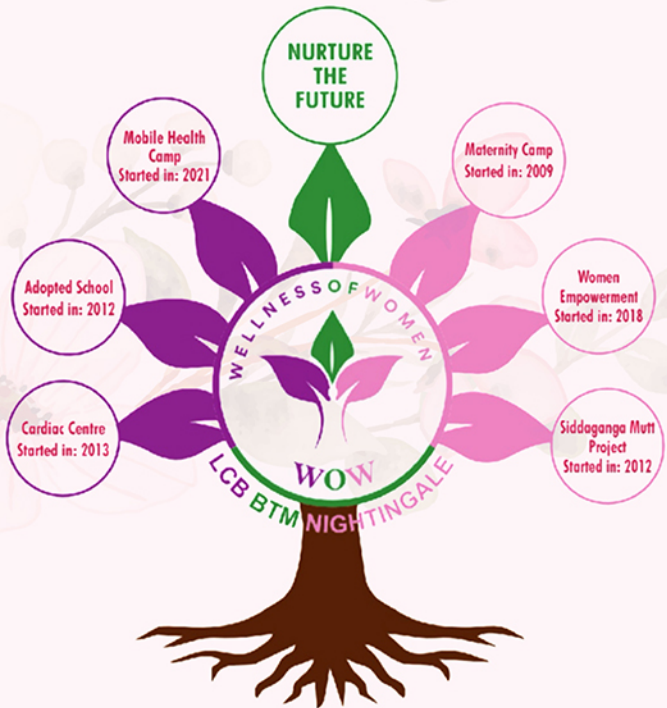 NURTURE
THE
FUTURE
Mobile Health
Camp
Started in: 2021
Maternity Camp
Started in: 2009
Adopted School
Started in: 2012
Women
Empowerment
Started in: 2018
Cardiac Centre
Started in: 2013
Siddaganga Mutt
Project
Started in: 2012
WELLNESS OF WOMEN
WOW
LCB BTM NIGHTINGALE